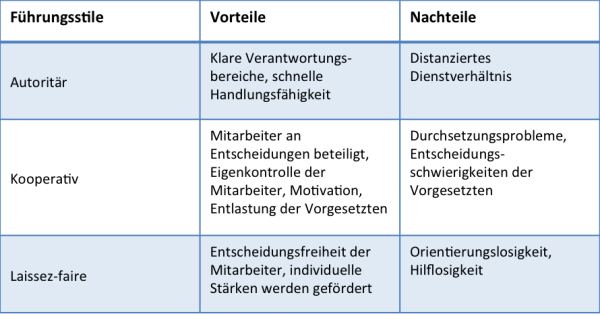 Führungsstile
Vorteile
Nachteile
Autoritär
Klare Verantwortungs-
bereiche, schnelle
Handlungsfähigkeit
Distanziertes
Dienstverhältnis
Kooperativ
Mitarbeiter an
Entscheidungen beteiligt,
Eigenkontrolle der
Mitarbeiter, Motivation,
Entlastung der Vorgesetzten
Durchsetzungsprobleme,
Entscheidungs-
schwierigkeiten der
Vorgesetzten
Laissez-faire
Entscheidungsfreiheit der
Mitarbeiter, individuelle
Stärken werden gefördert
Orientierungslosigkeit,
Hilflosigkeit